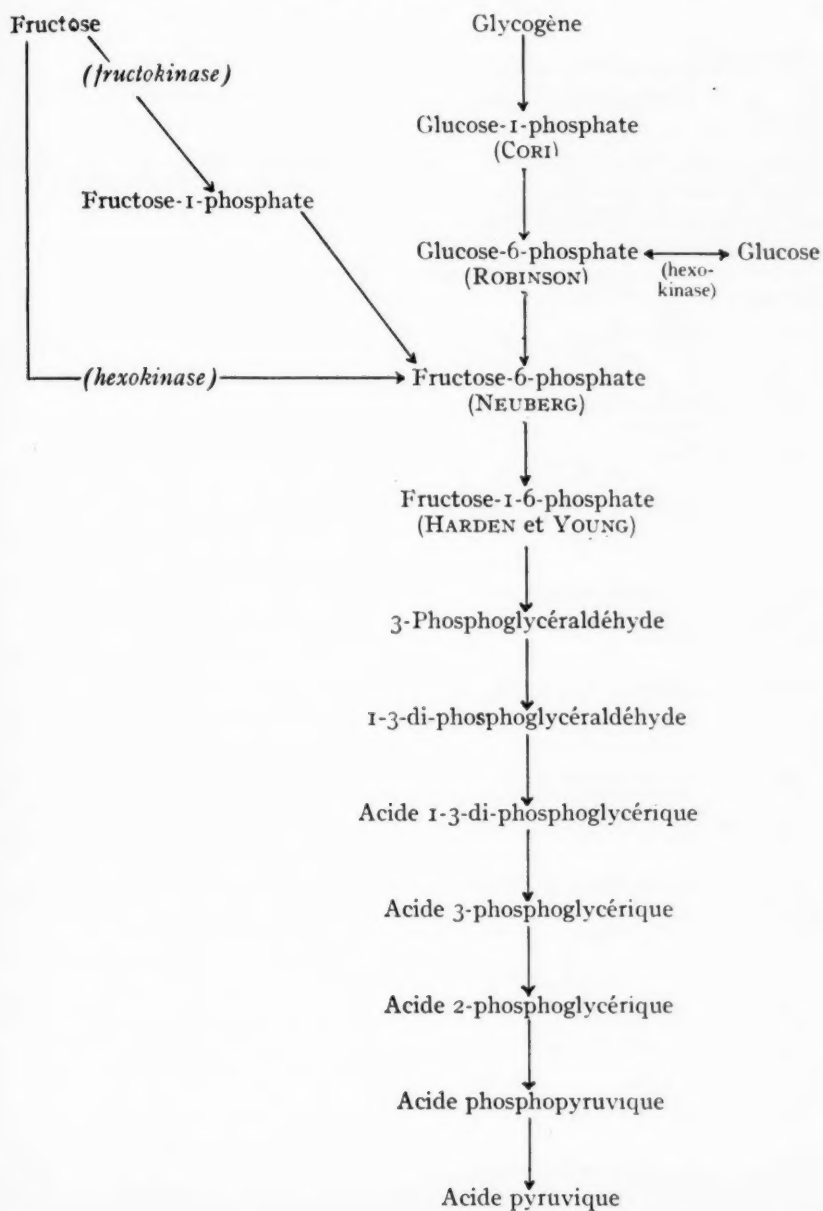 Fructose
Glycogène
(fructokinase)
Glucose-1-phosphate
(CORI)
Fructose-1-phosphate
Glucose-6-phosphate
(ROBINSON)
Glucose
(hexo-
kinase)
(hexokinase)
Fructose-6-phosphate
(NEUBERG)
Fructose-1-6-phosphate
(HARDEN et YOUNG)
3-Phosphoglycéraldéhyde
1-3-di-phosphoglycéraldéhyde
Acide 1-3-di-phosphoglycérique
Acide 3-phosphoglycérique
Acide 2-phosphoglycérique
Acide phosphopyruvique
Acide pyruvique